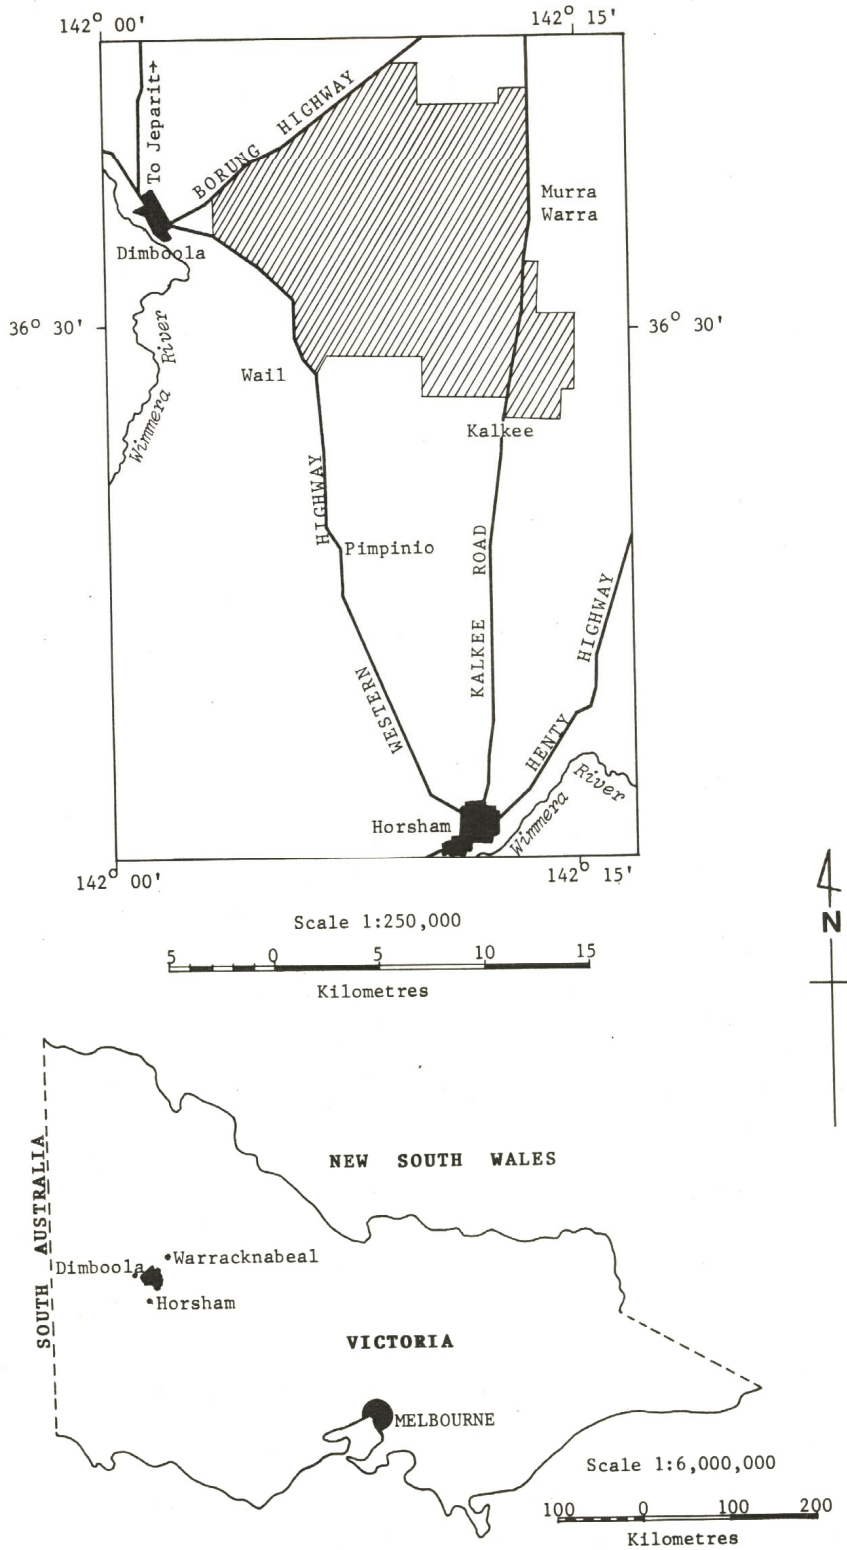 142° 00'
142° 15'
To Jeparit→
BORUNG HIGHWAY
Murra
Warra
Dimboola
36° 30'
36° 30'
Wimmera River
Wail
Kalkee
HIGHWAY
Pimpinio
KALKEE ROAD
HIGHWAY
WESTERN
HENTY
Horsham
Wimmera River
142° 00'
142° 15'
Scale 1:250,000
5 0 5 10 15
Kilometres
N
NEW SOUTH WALES
SOUTH AUSTRALIA
Warracknabeal
Dimboola
Horsham
VICTORIA
MELBOURNE
Scale 1:6,000,000
100 0 100 200
Kilometres